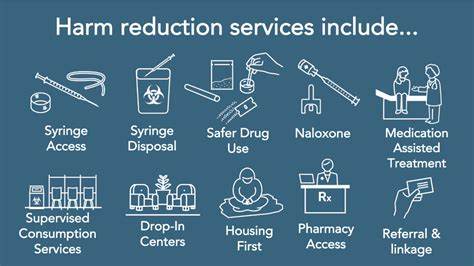 Harm reduction services include...
Syringe
Access
Syringe
Disposal
Safer Drug
Use
Naloxone
Medication
Assisted
Treatment
Supervised
Consumption
Services
Drop-In
Centers
Housing
First
Rx
Pharmacy
Access
Referral &
linkage